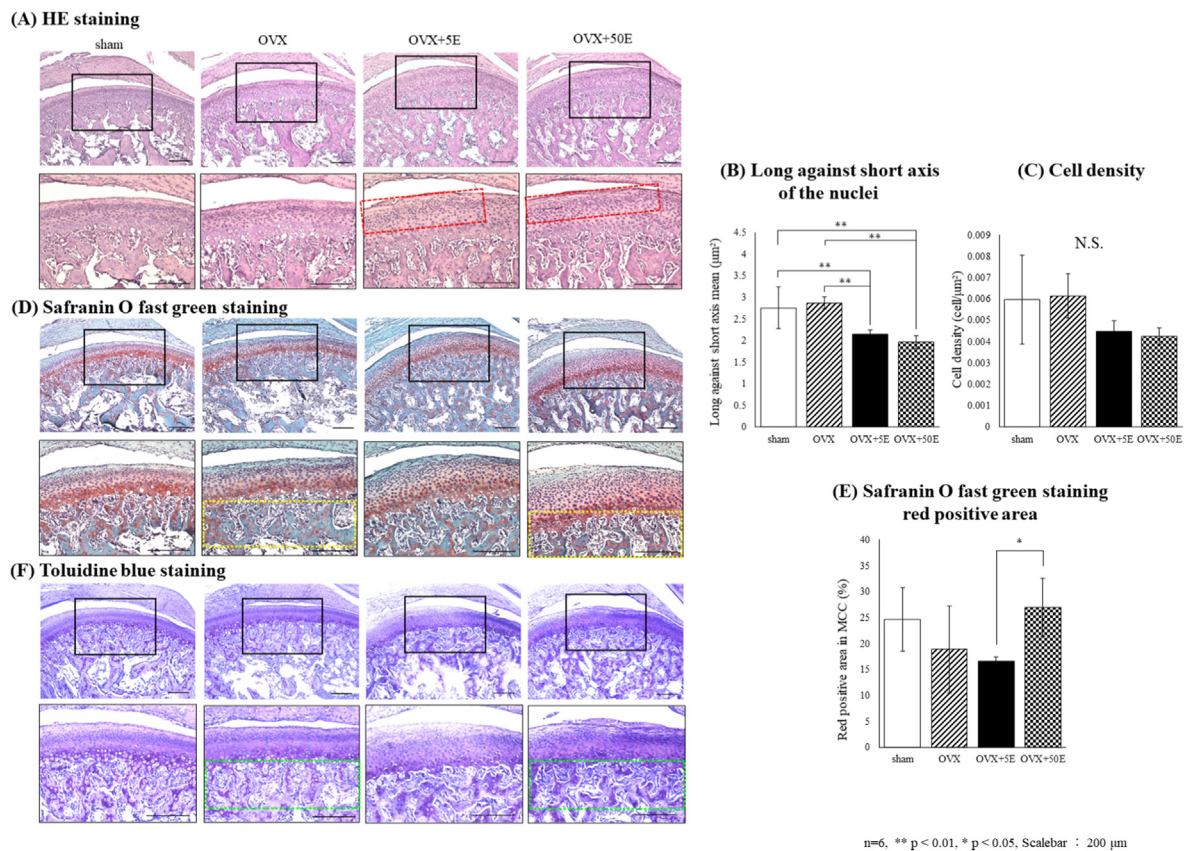 (A) HE staining
sham
OVX
OVX+5E
OVX+50E
(D) Safranin O fast green staining
(F) Toluidine blue staining
(B) Long against short axis
of the nuclei
Long against short axis mean (μm²)
5
4.5
4
3.5
3
2.5
2
1.5
1
0.5
0
**
**
**
**
sham
OVX
OVX+5E
OVX+50E
(C) Cell density
N.S.
Cell density (cell/μm²)
0.009
0.008
0.007
0.006
0.005
0.004
0.003
0.002
0.001
0
sham
OVX
OVX+5E
OVX+50E
(E) Safranin O fast green staining
red positive area
Red positive area in MCC (%)
40
35
30
25
20
15
10
5
0
*
sham
OVX
OVX+5E
OVX+50E
n=6, ** p < 0.01, * p < 0.05, Scalebar : 200 μm